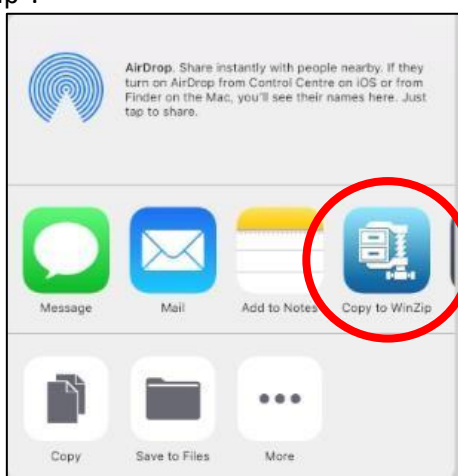 AirDrop. Share instantly with people nearby. If they
turn on AirDrop from Control Centre on iOS or from
Finder on the Mac, you'll see their names here. Just
tap to share.
Message Mail Add to Notes Copy to WinZip
Copy Save to Files More